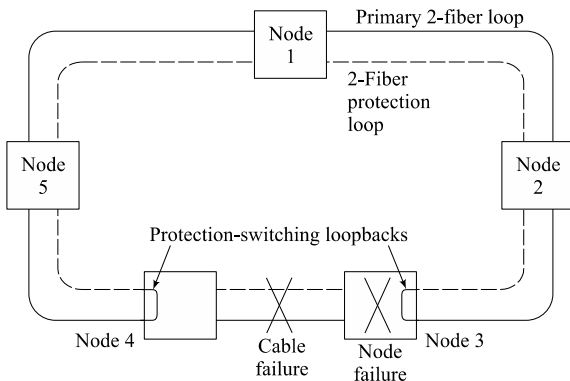 Primary 2-fiber loop
Node
1
2-Fiber
protection
loop
Node
5
Node
2
Protection-switching loopbacks
Node 4
Cable
failure
Node
failure
Node 3